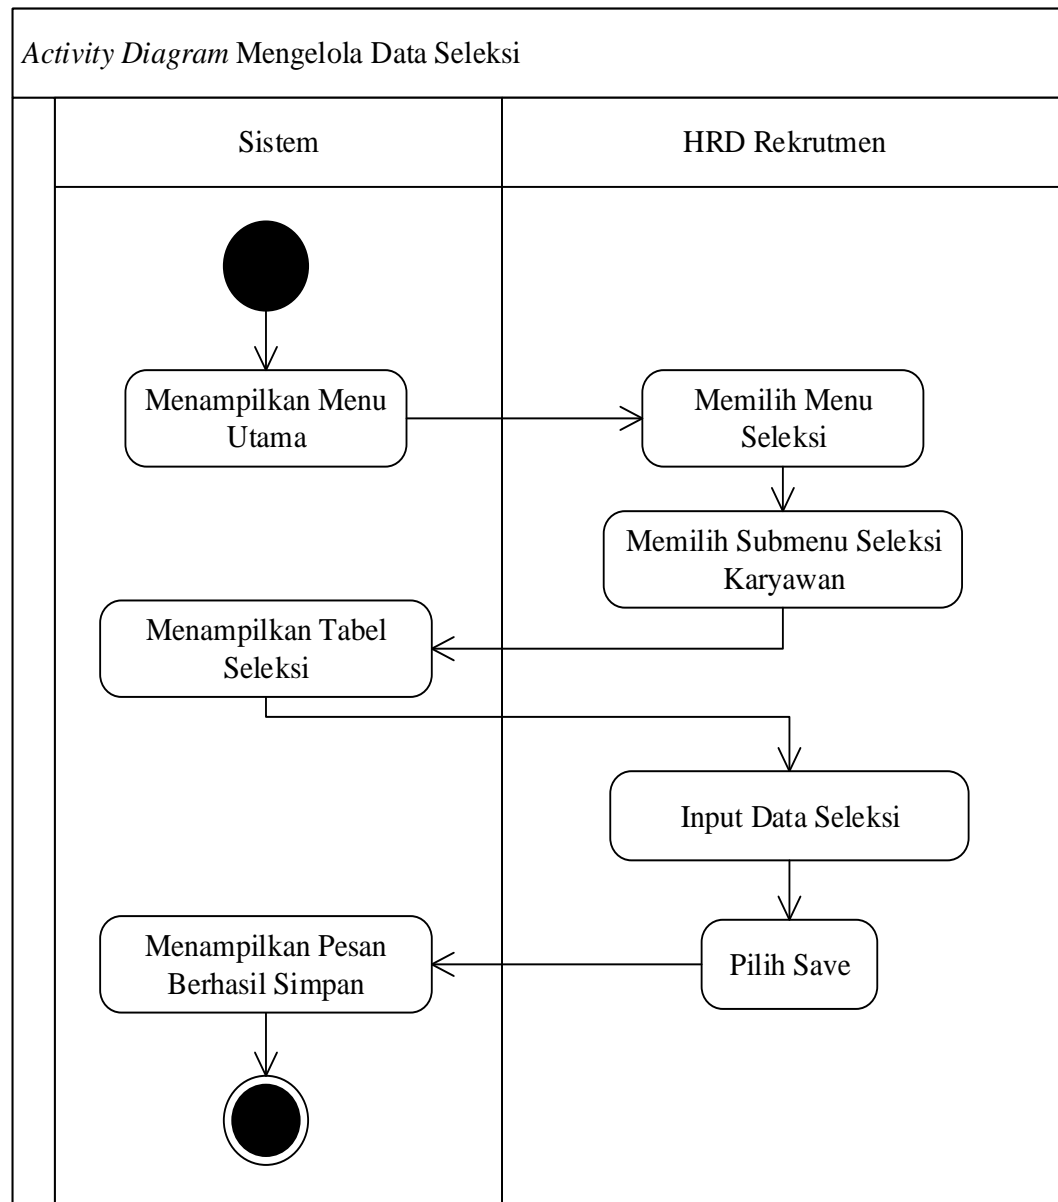 Activity Diagram Mengelola Data Seleksi
Sistem
HRD Rekrutmen
Menampilkan Menu
Utama
Memilih Menu
Seleksi
Memilih Submenu Seleksi
Karyawan
Menampilkan Tabel
Seleksi
Input Data Seleksi
Pilih Save
Menampilkan Pesan
Berhasil Simpan